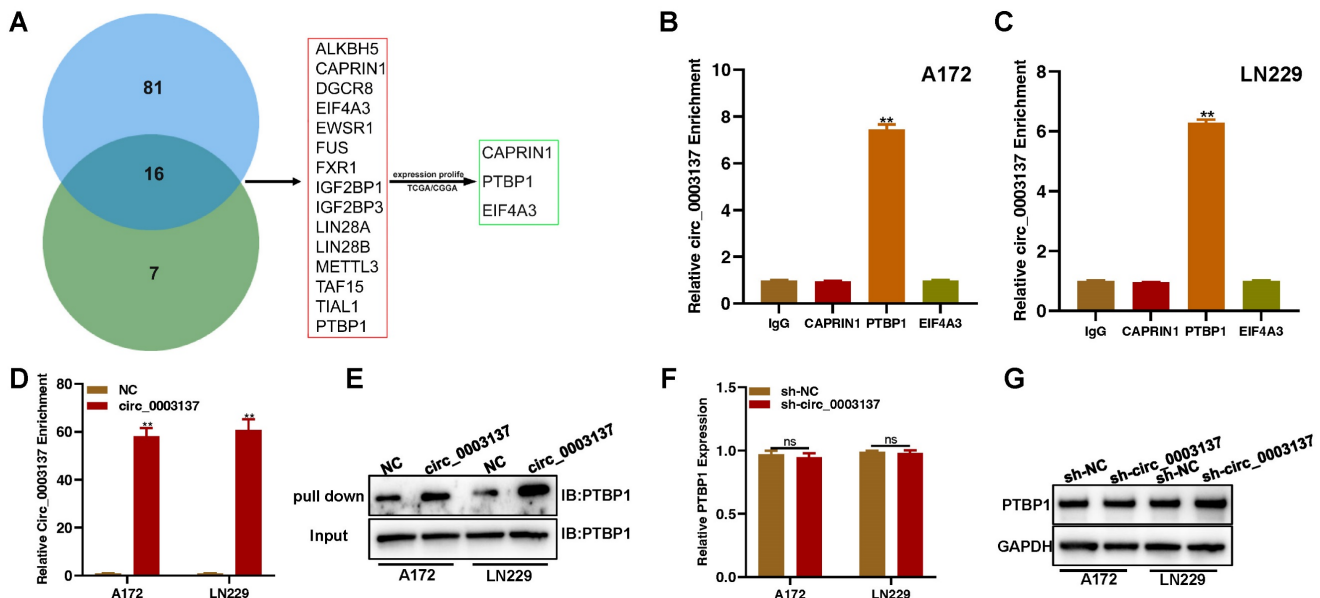 A
81
16
7
ALKBH5
CAPRIN1
DGCR8
EIF4A3
EWSR1
FUS
FXR1
IGF2BP1
IGF2BP3
LIN28A
LIN28B
METTL3
TAF15
TIAL1
PTBP1
expression prolife
TCGA/CGGA
CAPRIN1
PTBP1
EIF4A3
B
A172
Relative circ_0003137 Enrichment
10
8
6
4
2
0
**
IgG CAPRIN1 PTBP1 EIF4A3
C
LN229
Relative circ_0003137 Enrichment
8
6
4
2
0
**
IgG CAPRIN1 PTBP1 EIF4A3
D
Relative Circ_0003137 Enrichment
80
60
40
20
0
NC
circ_0003137
** **
A172 LN229
E
NC circ_0003137 NC circ_0003137
pull down IB:PTBP1
Input IB:PTBP1
A172 LN229
F
Relative PTBP1 Expression
1.5
1.0
0.5
0.0
sh-NC
sh-circ_0003137
ns ns
A172 LN229
G
sh-NC sh-circ_0003137 sh-NC sh-circ_0003137
PTBP1
GAPDH
A172 LN229